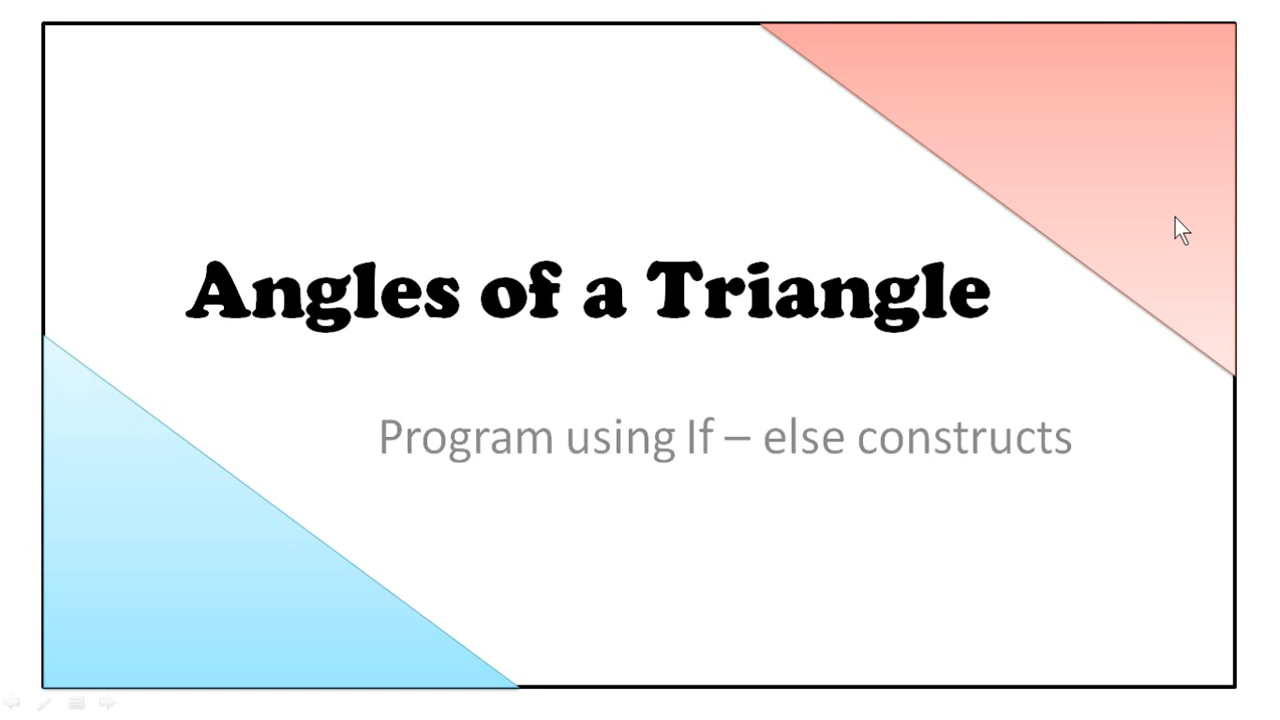 Angles of a Triangle
Program using If – else constructs